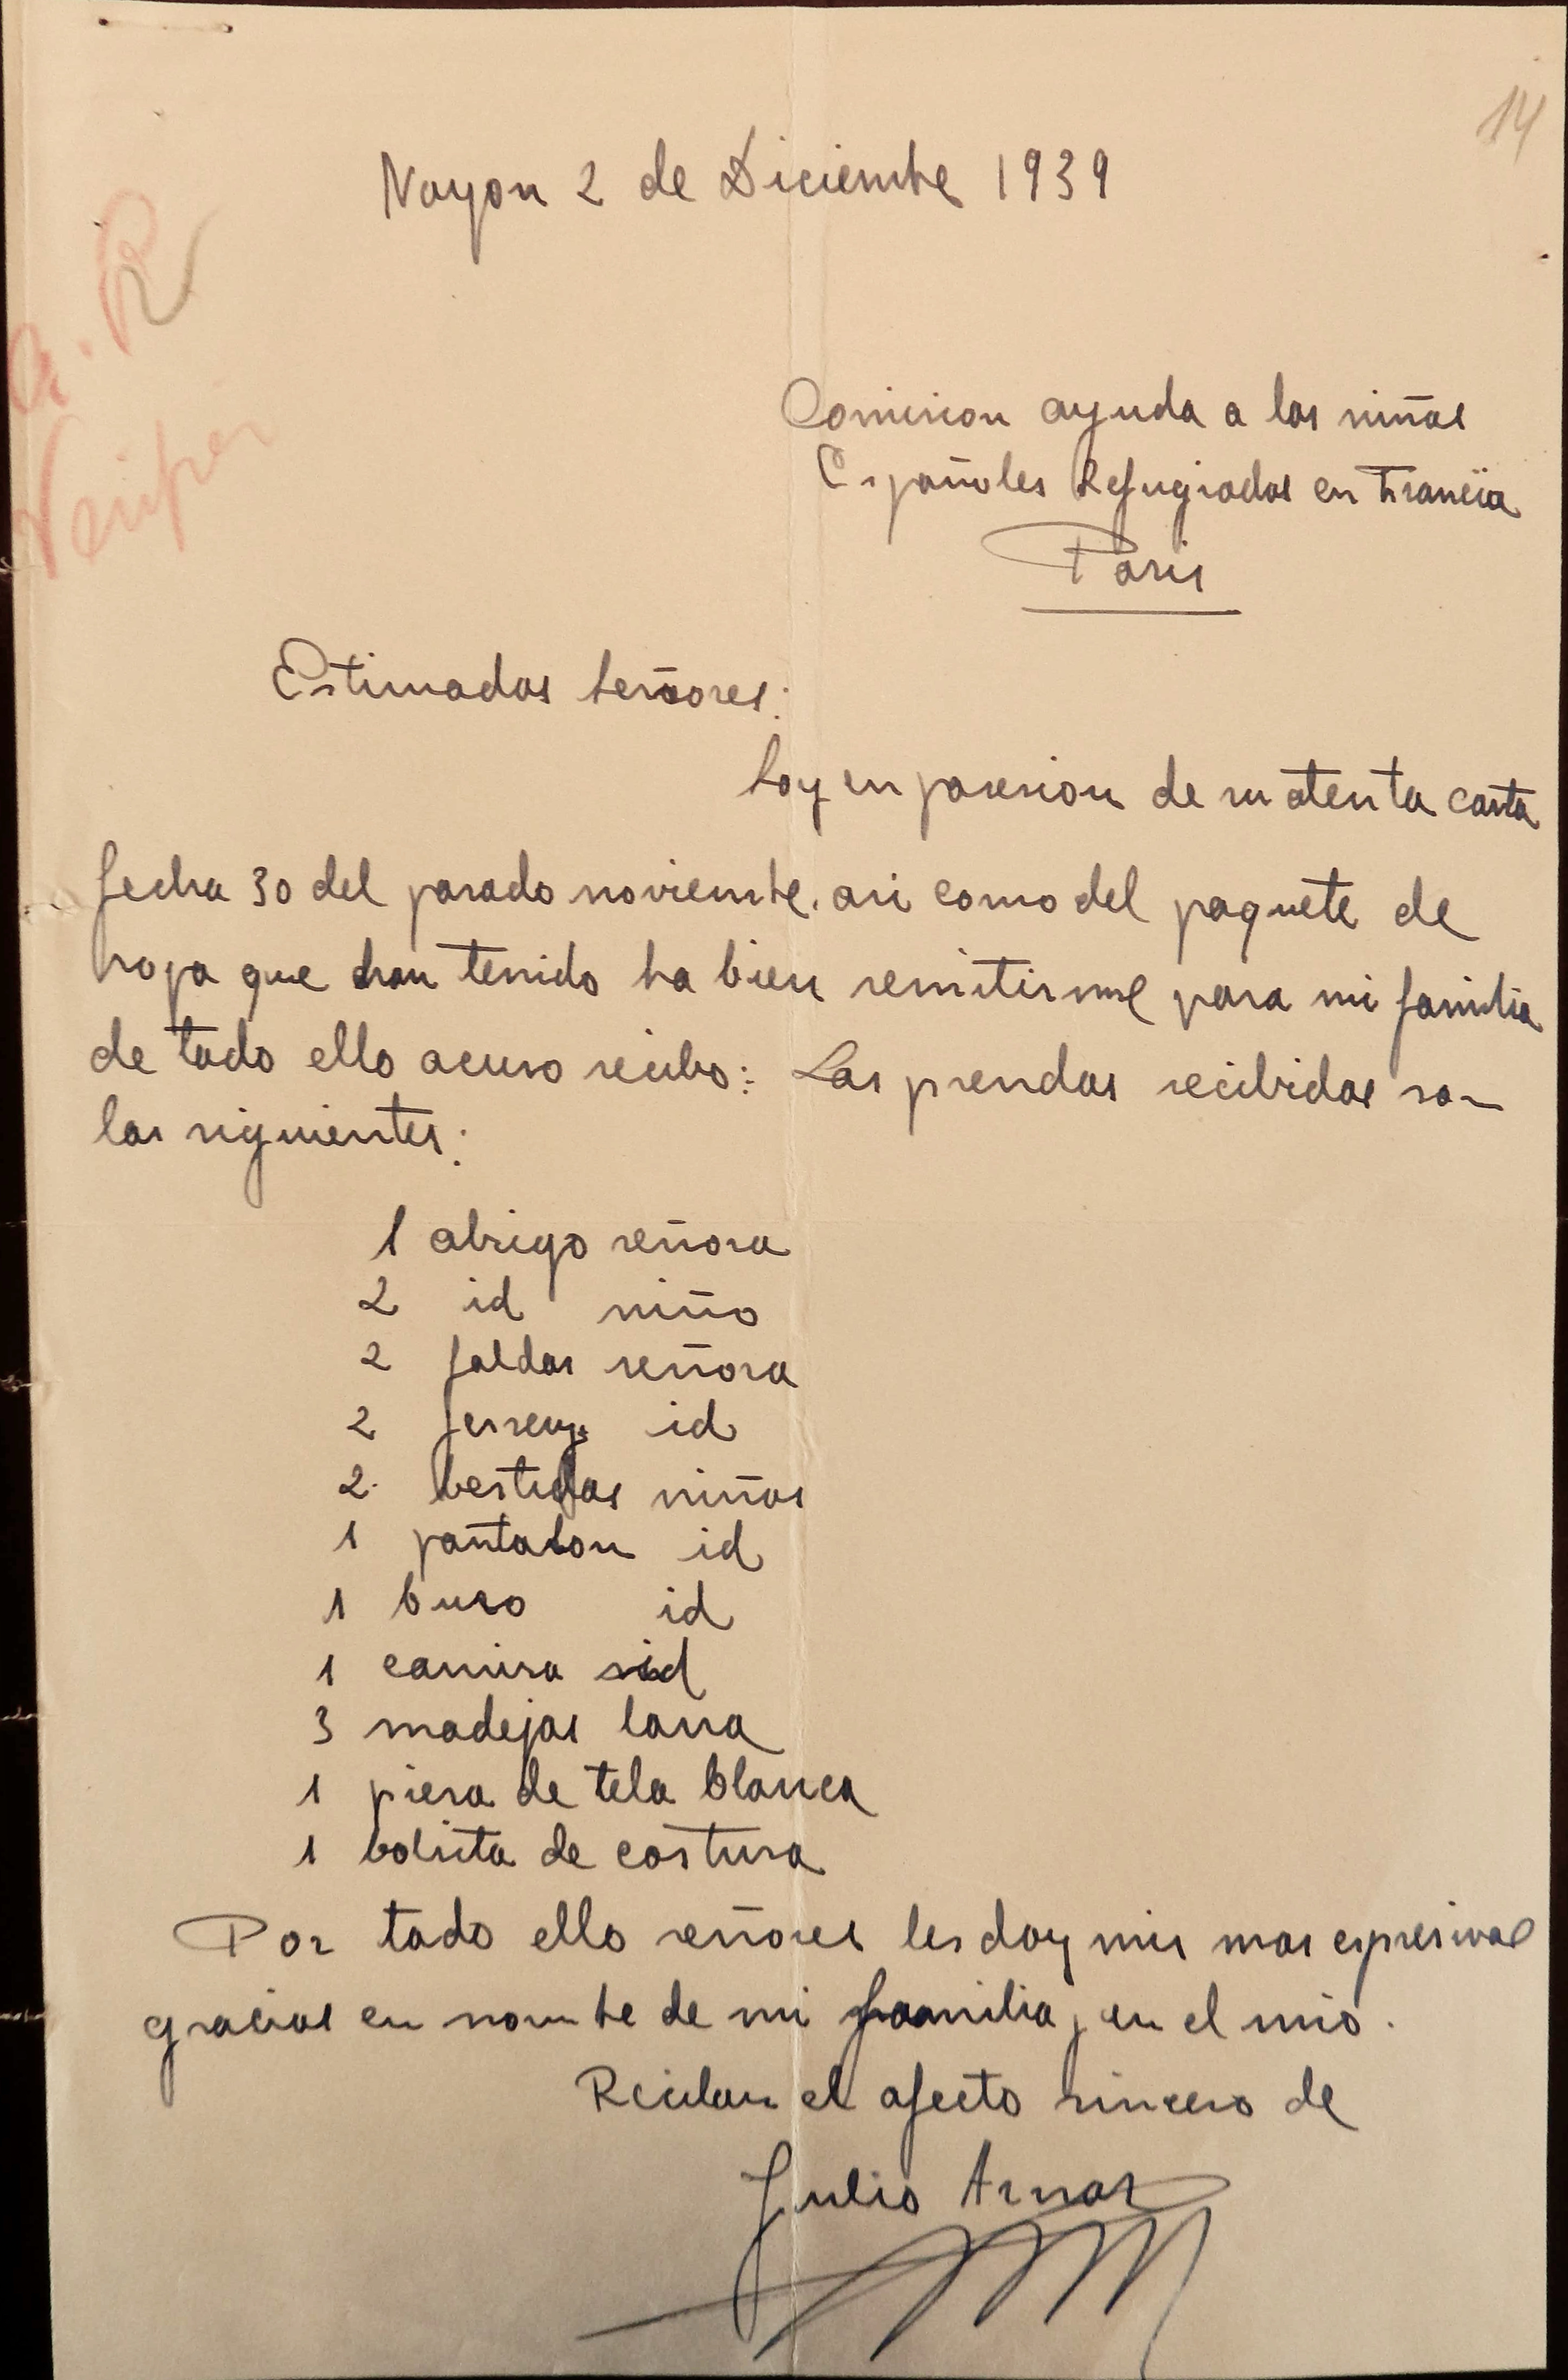 14
Noyon 2 de Diciembre 1939
a. R
Comision ayuda a los niños
Españoles Refugiados en Francia
Paris
Estimados señores:
Soy en posesion de su atenta carta
fecha 30 del pasado noviembre. asi como del paquete de
ropa que han tenido ha bien remitirme para mi familia
de todo ello acuso recibo: Las prendas recibidas son
las siguientes:
1 abrigo señora
2 id niño
2 faldas señora
2 jerseys id
2 bestidos niños
1 pantalon id
1 buso id
1 camisa id
3 madejas lana
1 piesa de tela blanca
1 bolsita de costura
Por todo ello señores les doy mis mas espresivas
gracias en nombre de mi familia y en el mio.
Reciban el afecto sincero de
Julio Arnas